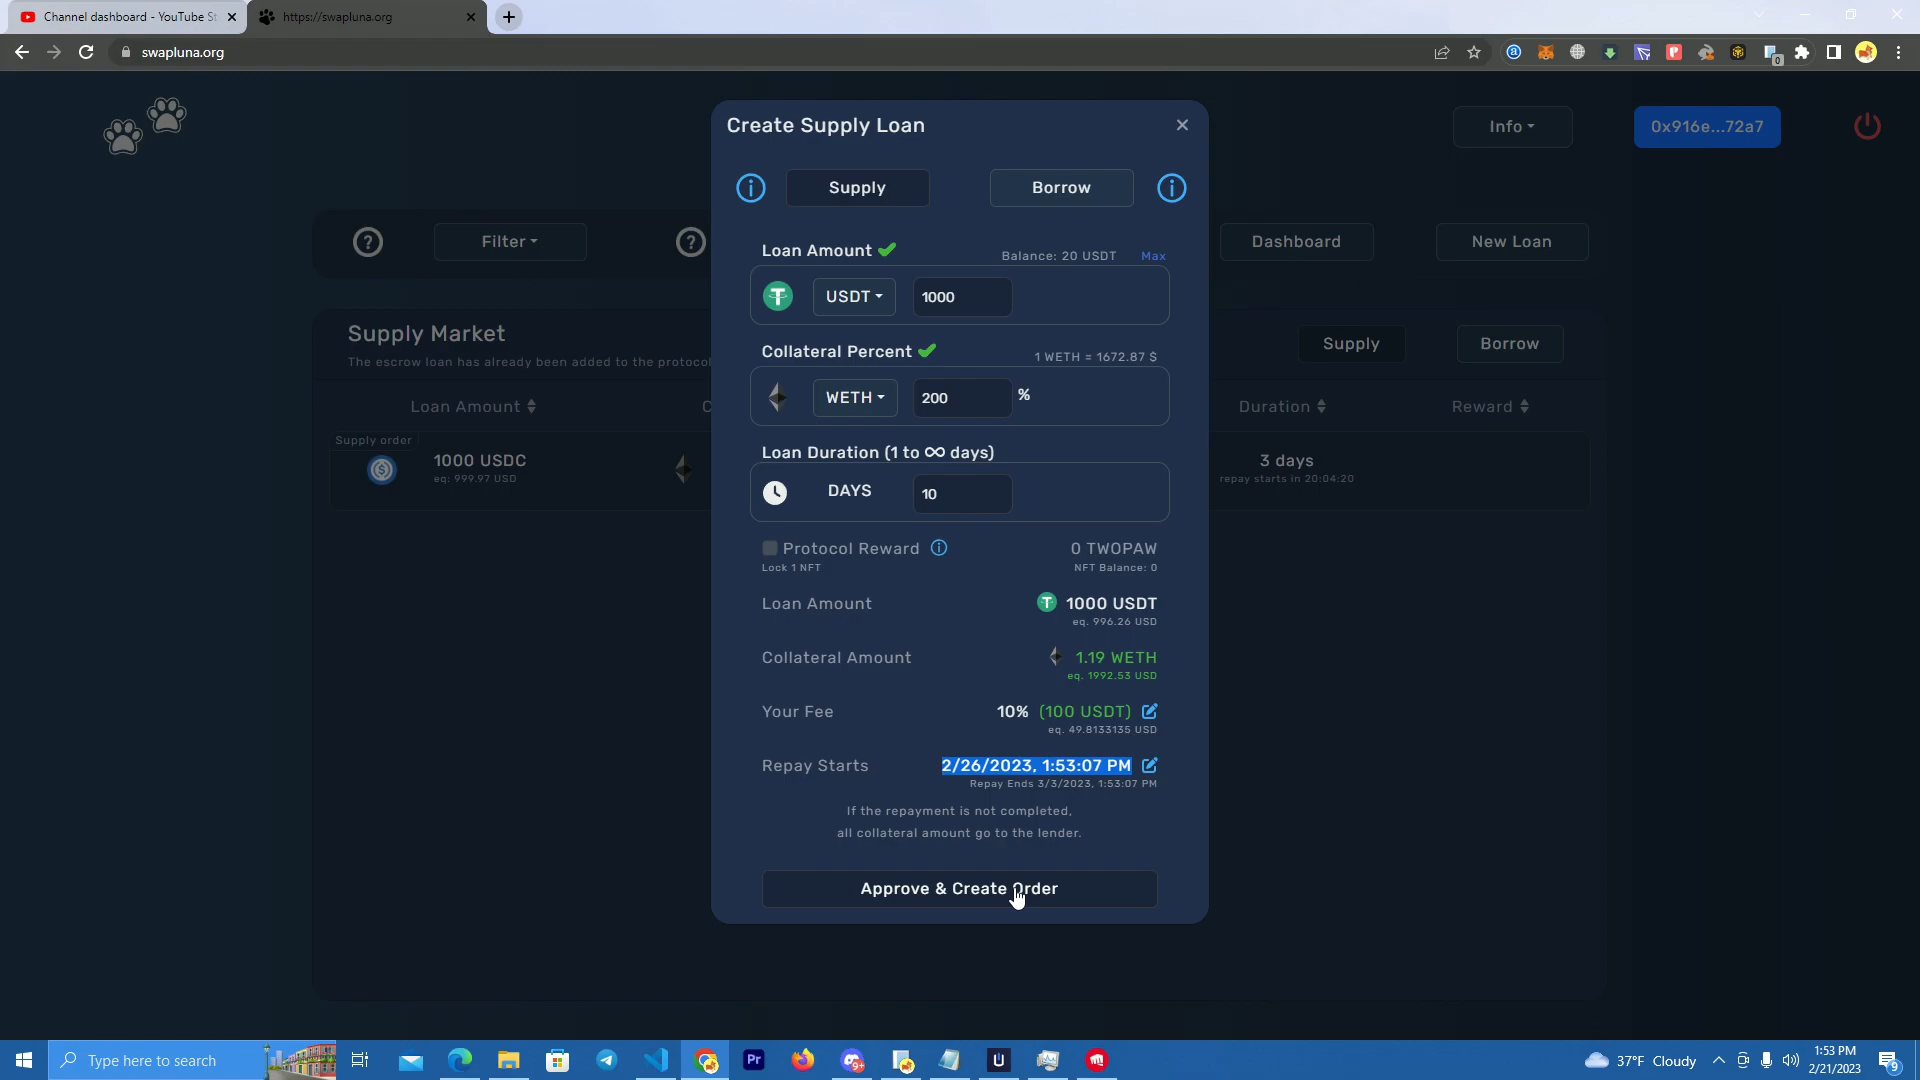 Channel dashboard - YouTube St
https://swapluna.org
swapluna.org
Create Supply Loan
Info
0x916e...72a7
Supply
Borrow
Filter
Dashboard
New Loan
Loan Amount
Balance: 20 USDT
Max
USDT
1000
Supply Market
The escrow loan has already been added to the protocol
Supply
Borrow
Collateral Percent
1 WETH = 1672.87 $
WETH
200
%
Loan Amount
C
Duration
Reward
Supply order
1000 USDC
eq: 999.97 USD
3 days
repay starts in 20:04:20
Loan Duration (1 to ∞ days)
DAYS
10
Protocol Reward
0 TWOPAW
Lock 1 NFT
NFT Balance: 0
Loan Amount
1000 USDT
eq. 996.26 USD
Collateral Amount
1.19 WETH
eq. 1992.53 USD
Your Fee
10% (100 USDT)
eq. 49.8133135 USD
Repay Starts
2/26/2023, 1:53:07 PM
Repay Ends 3/3/2023, 1:53:07 PM
If the repayment is not completed,
all collateral amount go to the lender.
Approve & Create Order
Type here to search
37°F Cloudy
1:53 PM
2/21/2023